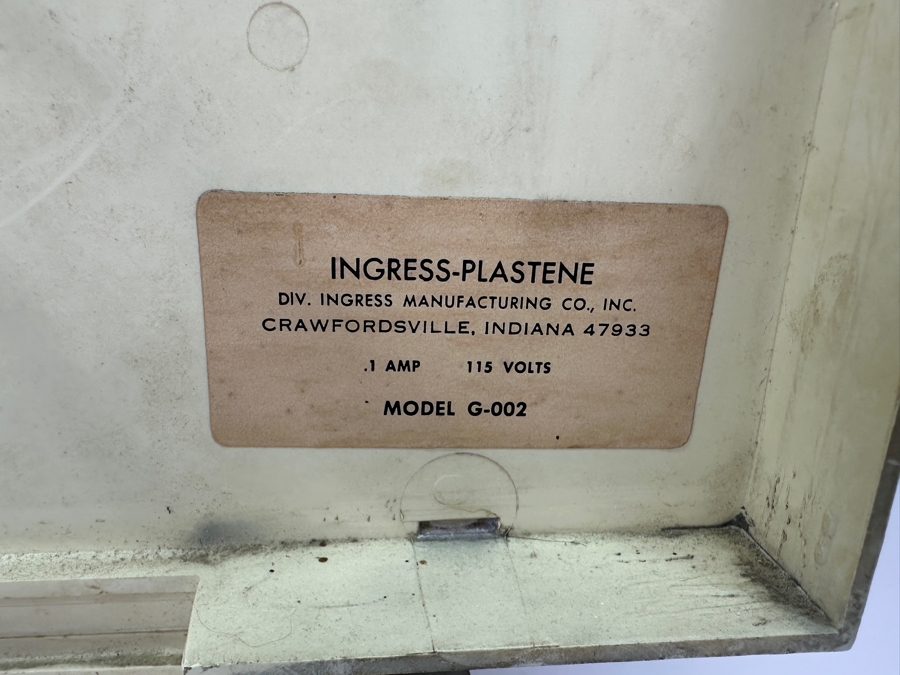 INGRESS-PLASTENE
DIV. INGRESS MANUFACTURING CO., INC.
CRAWFORDSVILLE, INDIANA 47933
.1 AMP 115 VOLTS
MODEL G-002